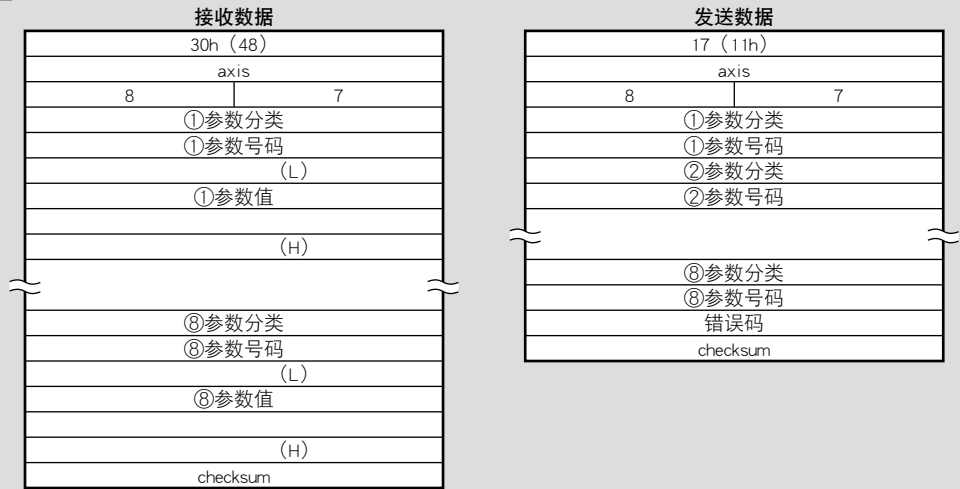 接收数据
30h（48）
axis
8 7
①参数分类
①参数号码
（L）
①参数值
（H）
⑧参数分类
⑧参数号码
（L）
⑧参数值
（H）
checksum
发送数据
17（11h）
axis
8 7
①参数分类
①参数号码
②参数分类
②参数号码
⑧参数分类
⑧参数号码
错误码
checksum